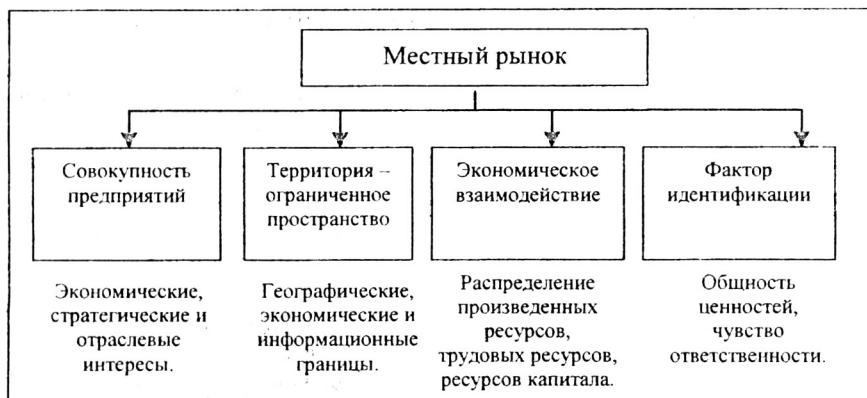 Местный рынок
Совокупность
предприятий
Территория –
ограниченное
пространство
Экономическое
взаимодействие
Фактор
идентификации
Экономические,
стратегические и
отраслевые
интересы.
Географические,
экономические и
информационные
границы.
Распределение
произведенных
ресурсов,
трудовых ресурсов,
ресурсов капитала.
Общность
ценностей,
чувство
ответственности.